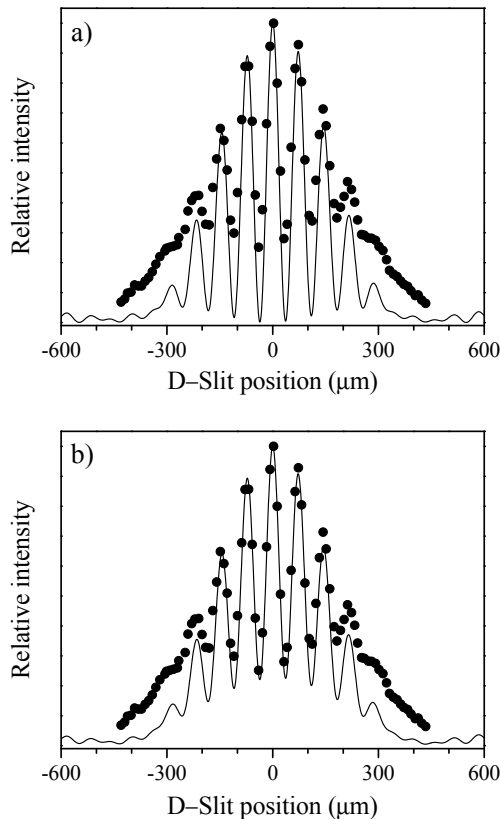 a)
Relative intensity
-600 -300 0 300 600
D–Slit position (μm)
b)
Relative intensity
-600 -300 0 300 600
D–Slit position (μm)